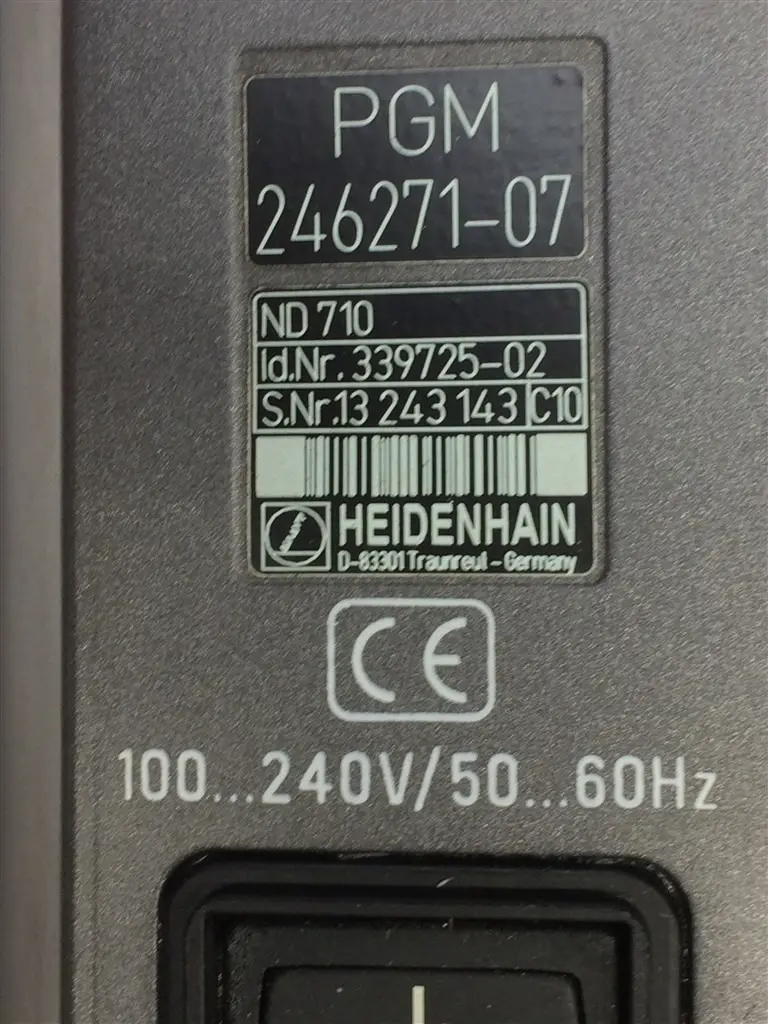 PGM
246271-07
ND 710
Id.Nr. 339725-02
S.Nr.13 243 143 C10
HEIDENHAIN
D-83301 Traunreut - Germany
CE
100...240V/50...60Hz